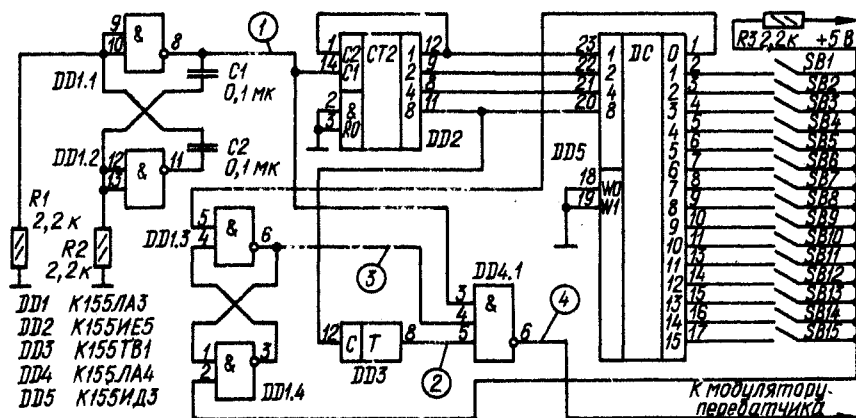 9
10
&
8
DD1.1
C1
0,1 мк
1
DD1.2
12
13
&
11
C2
0,1 мк
R1
2,2 к
R2
2,2 к
1
14
C2
C1
CT2
2
3
&
R0
1
2
4
8
12
9
8
11
DD2
23
22
21
20
1
2
4
8
DC
DD5
18
19
W0
W1
0 1
1 2
2 3
3 4
4 5
5 6
6 7
7 8
8 9
9 10
10 11
11 13
12 14
13 15
14 16
15 17
R3 2,2 к
+5 В
SB1
SB2
SB3
SB4
SB5
SB6
SB7
SB8
SB9
SB10
SB11
SB12
SB13
SB14
SB15
5
4
&
6
DD1.3
3
1
2
&
3
DD1.4
12
C T
8
DD3
2
DD4.1
3
4
5
&
6
4
DD1 К155ЛА3
DD2 К155ИЕ5
DD3 К155ТВ1
DD4 К155ЛА4
DD5 К155ИД3
К модулятору
передатчика